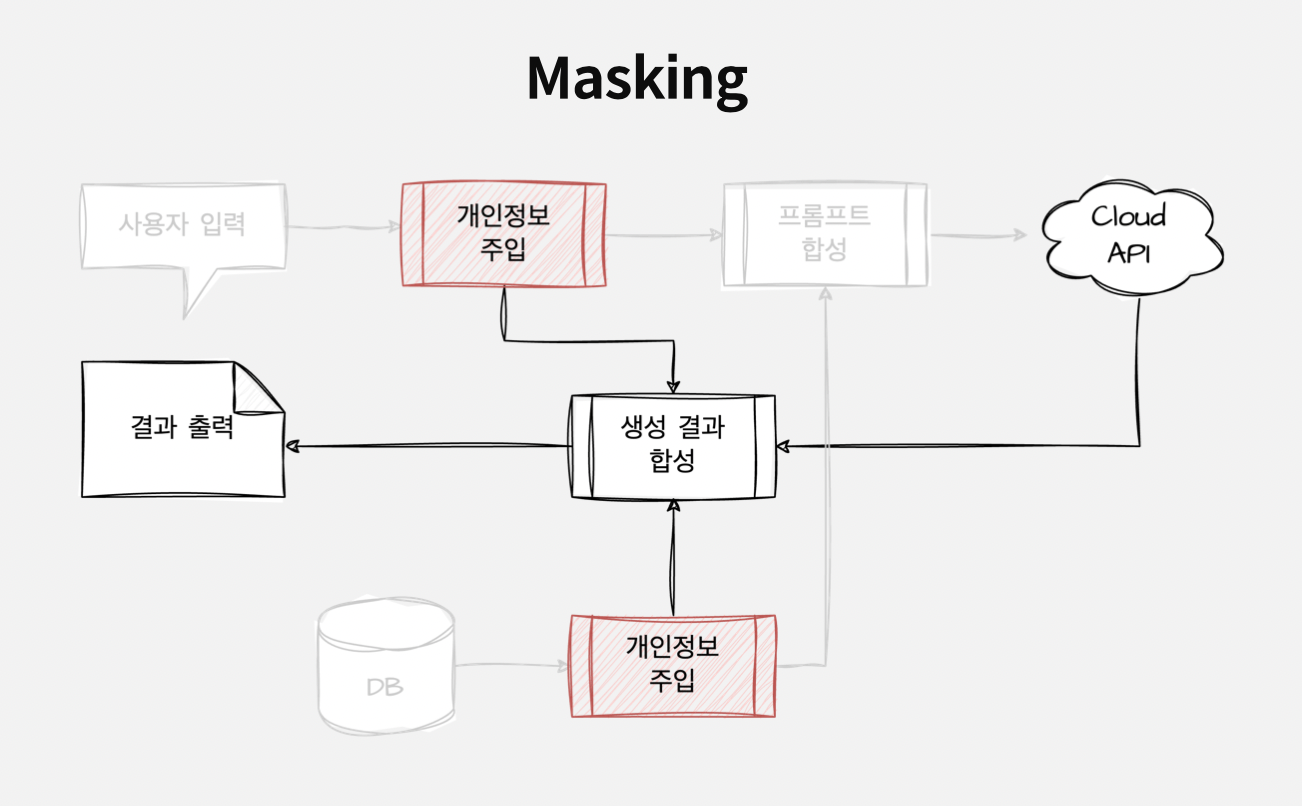 Masking
사용자 입력
개인정보
주입
프롬프트
합성
Cloud
API
결과 출력
생성 결과
합성
DB
개인정보
주입